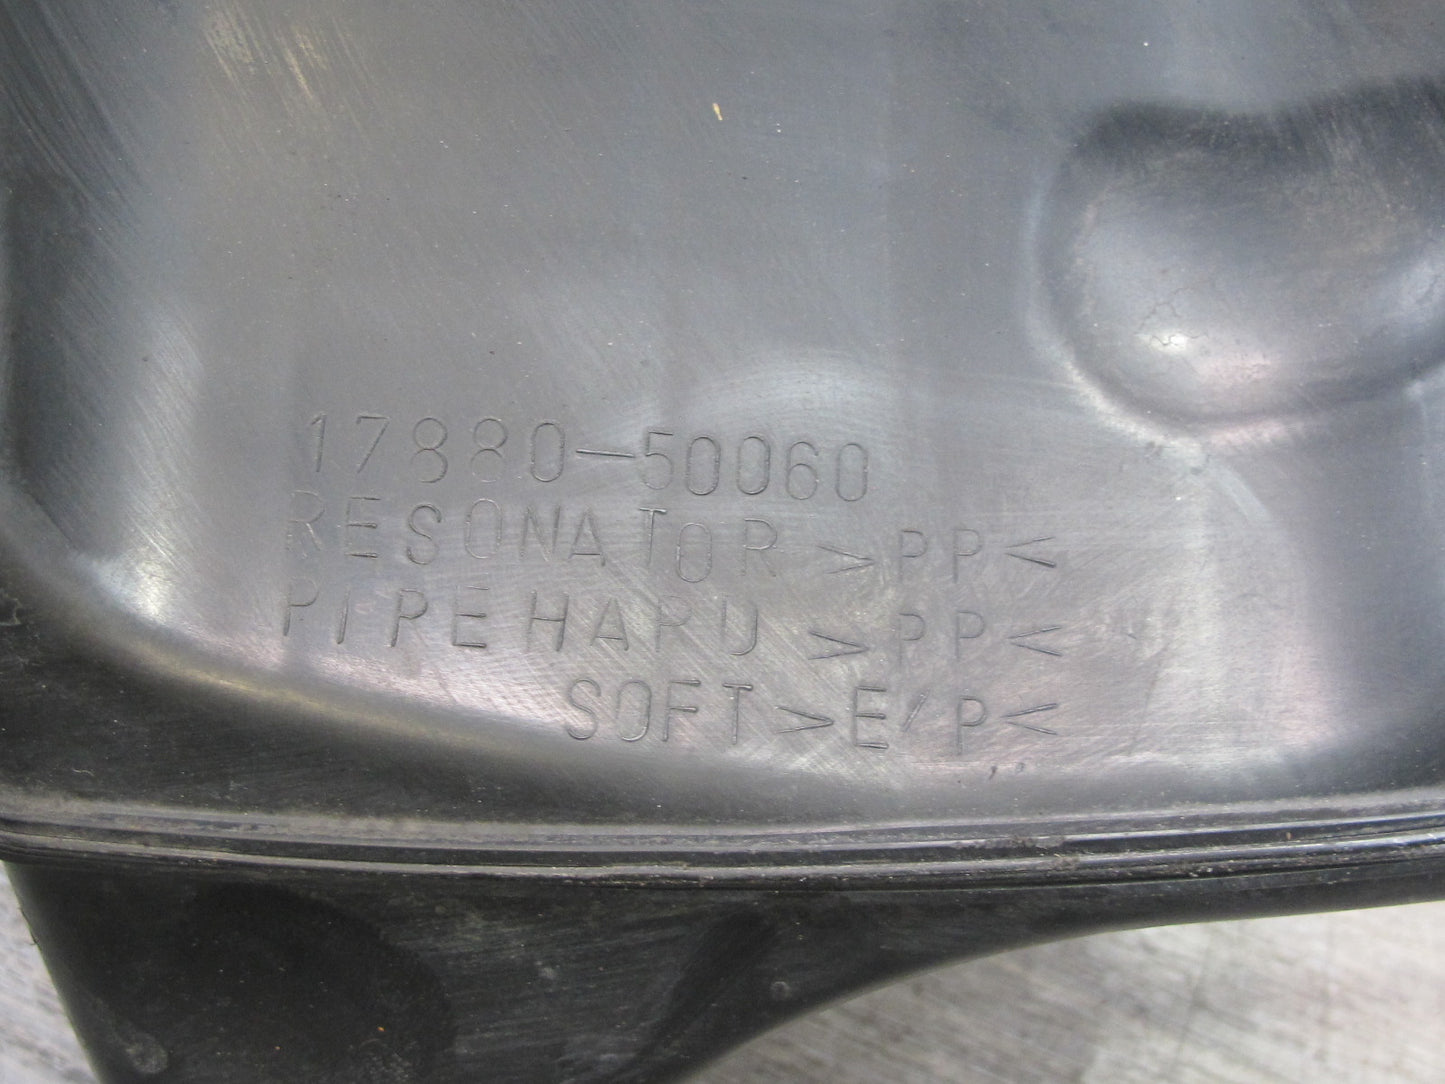 17880-50060
RESONATOR >PP<
PIPE HARD >PP<
SOFT >E/P<